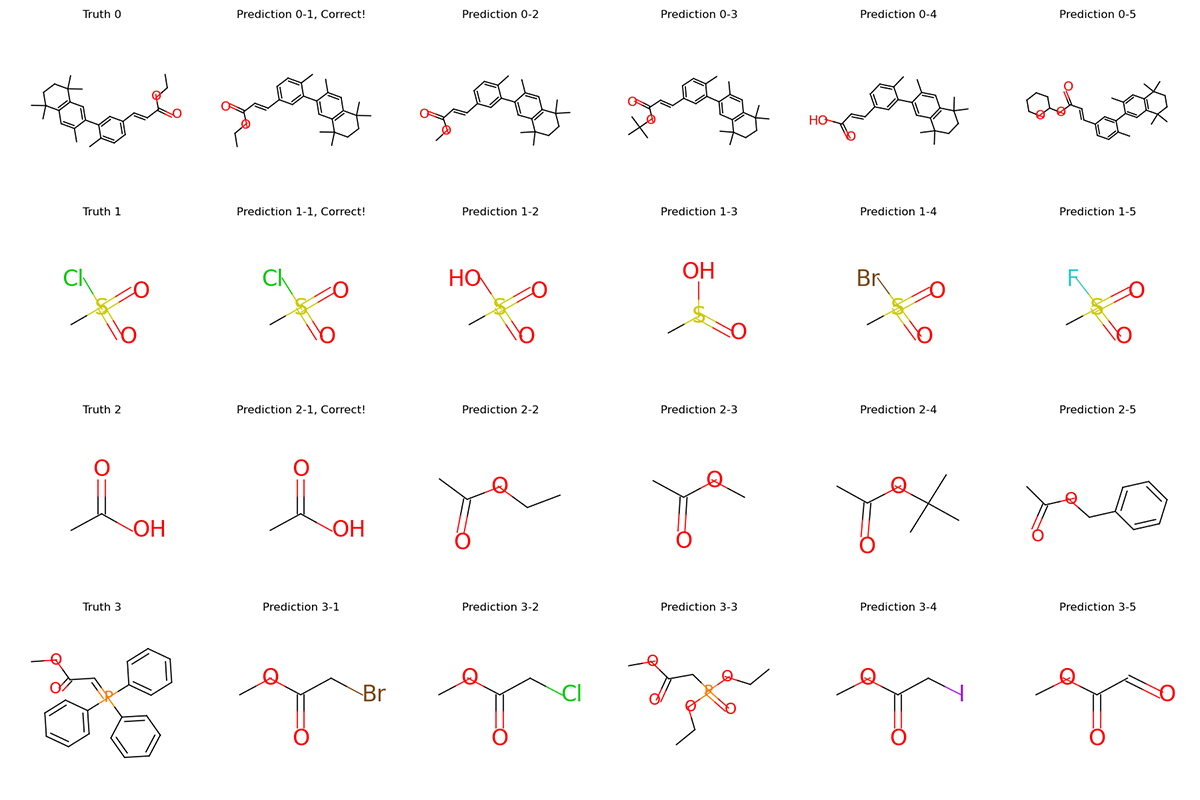 Truth 0 Prediction 0-1, Correct! Prediction 0-2 Prediction 0-3 Prediction 0-4 Prediction 0-5
O O O O O O O O HO O O O O
Truth 1 Prediction 1-1, Correct! Prediction 1-2 Prediction 1-3 Prediction 1-4 Prediction 1-5
Cl S O O Cl S O O HO S O O OH S O Br S O O F S O O
Truth 2 Prediction 2-1, Correct! Prediction 2-2 Prediction 2-3 Prediction 2-4 Prediction 2-5
O OH O OH O O O O O O O O
Truth 3 Prediction 3-1 Prediction 3-2 Prediction 3-3 Prediction 3-4 Prediction 3-5
O O P O O Br O O Cl O O O P O O O O I O O O